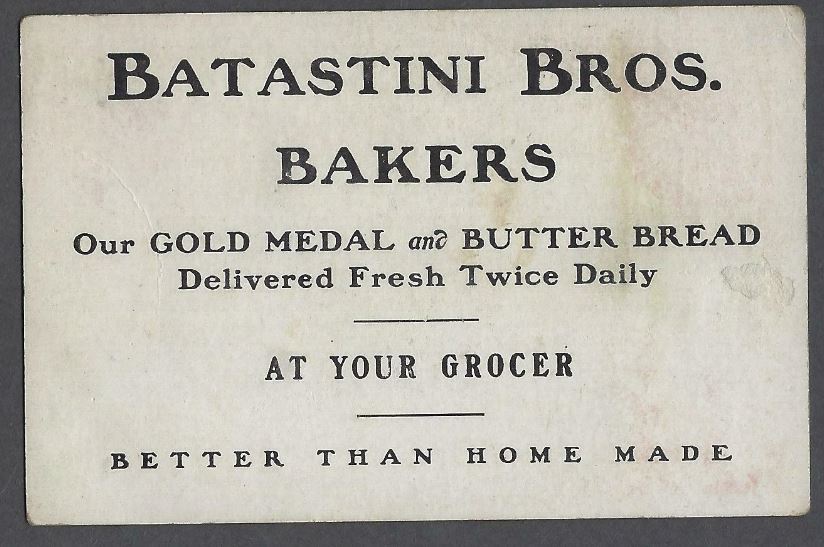 BATASTINI BROS.
BAKERS
Our GOLD MEDAL and BUTTER BREAD
Delivered Fresh Twice Daily
AT YOUR GROCER
BETTER THAN HOME MADE